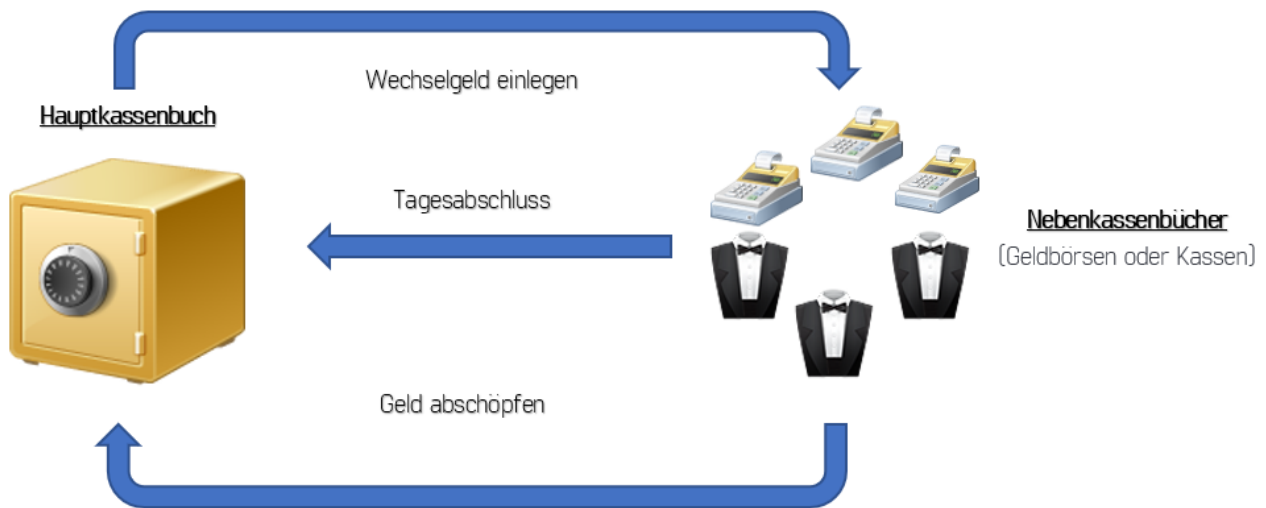 Wechselgeld einlegen
Hauptkassenbuch
Tagesabschluss
Nebenkassenbücher
(Geldbörsen oder Kassen)
Geld abschöpfen